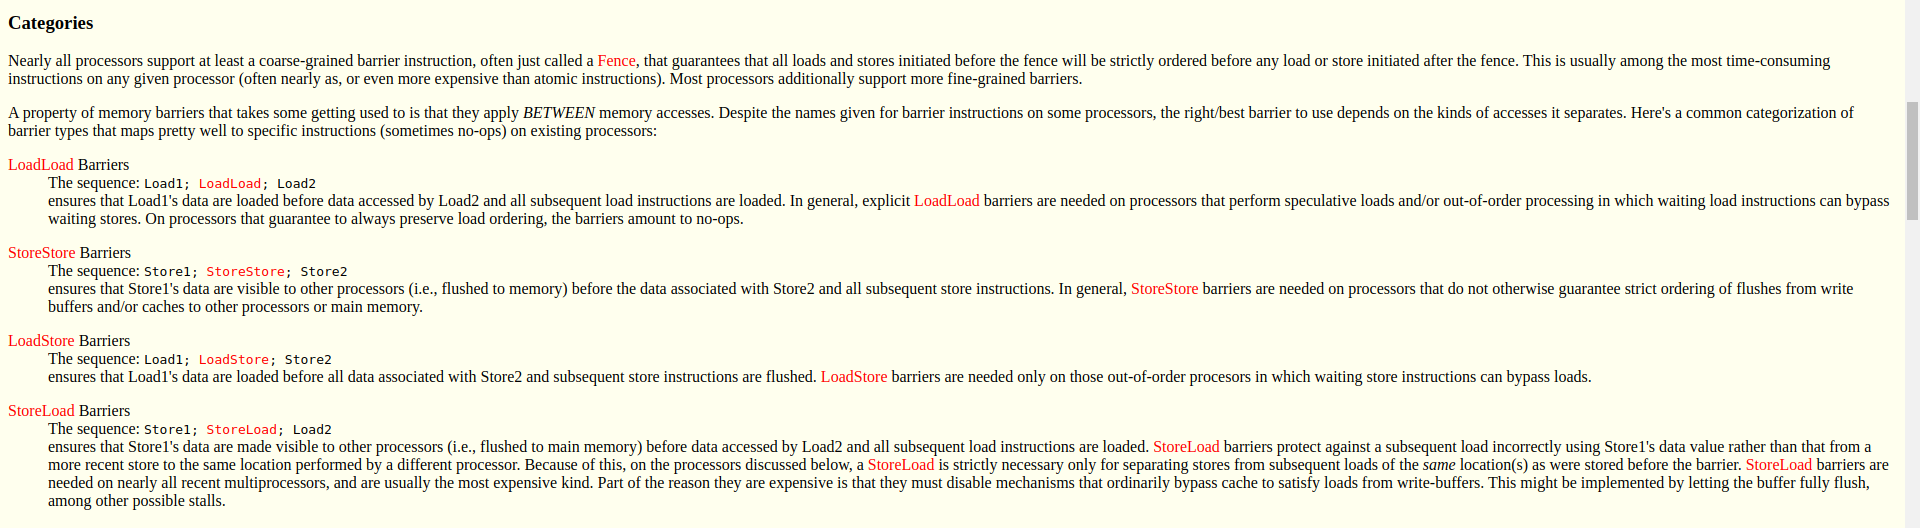 Categories
Nearly all processors support at least a coarse-grained barrier instruction, often just called a Fence, that guarantees that all loads and stores initiated before the fence will be strictly ordered before any load or store initiated after the fence. This is usually among the most time-consuming
instructions on any given processor (often nearly as, or even more expensive than atomic instructions). Most processors additionally support more fine-grained barriers.
A property of memory barriers that takes some getting used to is that they apply BETWEEN memory accesses. Despite the names given for barrier instructions on some processors, the right/best barrier to use depends on the kinds of accesses it separates. Here's a common categorization of
barrier types that maps pretty well to specific instructions (sometimes no-ops) on existing processors:
LoadLoad Barriers
The sequence: Load1; LoadLoad; Load2
ensures that Load1's data are loaded before data accessed by Load2 and all subsequent load instructions are loaded. In general, explicit LoadLoad barriers are needed on processors that perform speculative loads and/or out-of-order processing in which waiting load instructions can bypass
waiting stores. On processors that guarantee to always preserve load ordering, the barriers amount to no-ops.
StoreStore Barriers
The sequence: Store1; StoreStore; Store2
ensures that Store1's data are visible to other processors (i.e., flushed to memory) before the data associated with Store2 and all subsequent store instructions. In general, StoreStore barriers are needed on processors that do not otherwise guarantee strict ordering of flushes from write
buffers and/or caches to other processors or main memory.
LoadStore Barriers
The sequence: Load1; LoadStore; Store2
ensures that Load1's data are loaded before all data associated with Store2 and subsequent store instructions are flushed. LoadStore barriers are needed only on those out-of-order procesors in which waiting store instructions can bypass loads.
StoreLoad Barriers
The sequence: Store1; StoreLoad; Load2
ensures that Store1's data are made visible to other processors (i.e., flushed to main memory) before data accessed by Load2 and all subsequent load instructions are loaded. StoreLoad barriers protect against a subsequent load incorrectly using Store1's data value rather than that from a
more recent store to the same location performed by a different processor. Because of this, on the processors discussed below, a StoreLoad is strictly necessary only for separating stores from subsequent loads of the same location(s) as were stored before the barrier. StoreLoad barriers are
needed on nearly all recent multiprocessors, and are usually the most expensive kind. Part of the reason they are expensive is that they must disable mechanisms that ordinarily bypass cache to satisfy loads from write-buffers. This might be implemented by letting the buffer fully flush,
among other possible stalls.